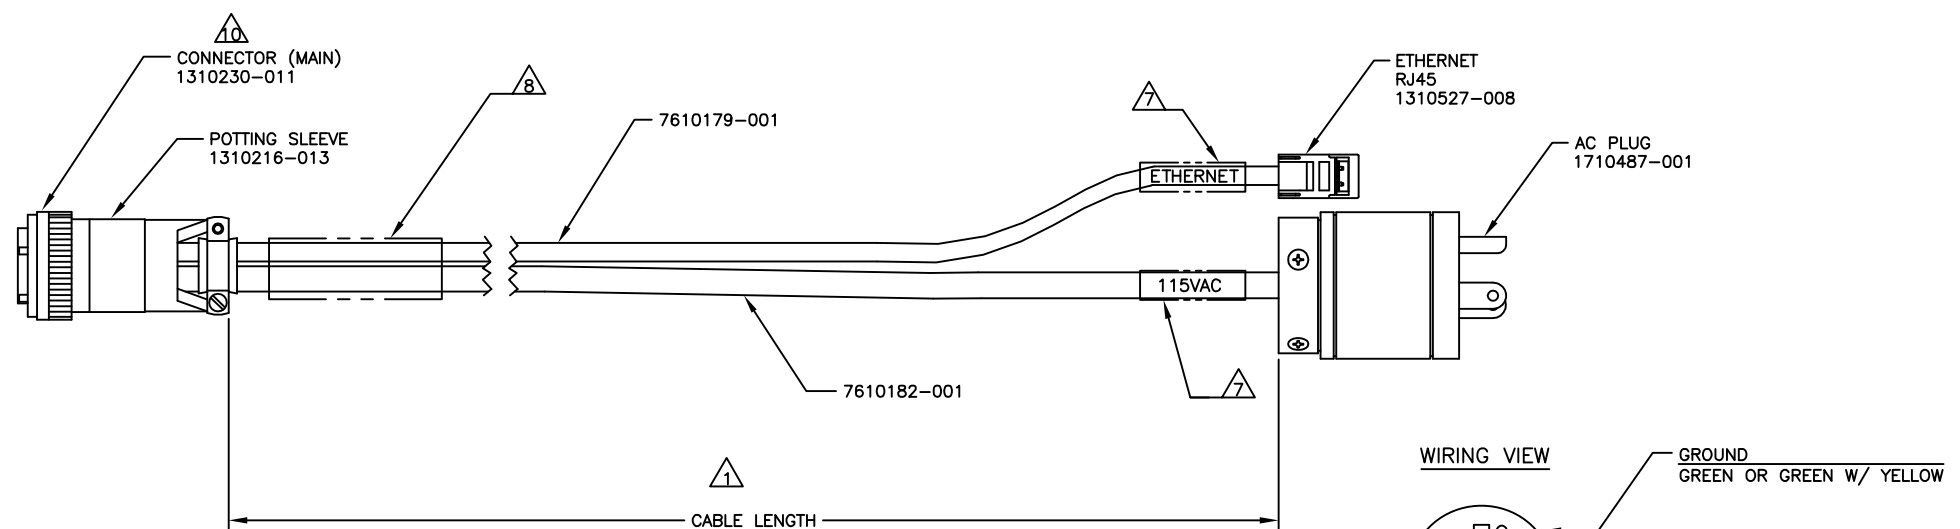 10
CONNECTOR (MAIN)
1310230-011
8
7610179-001
7
ETHERNET
RJ45
1310527-008
POTTING SLEEVE
1310216-013
AC PLUG
1710487-001
ETHERNET
115VAC
7610182-001
7
1
WIRING VIEW
GROUND
GREEN OR GREEN W/ YELLOW
CABLE LENGTH